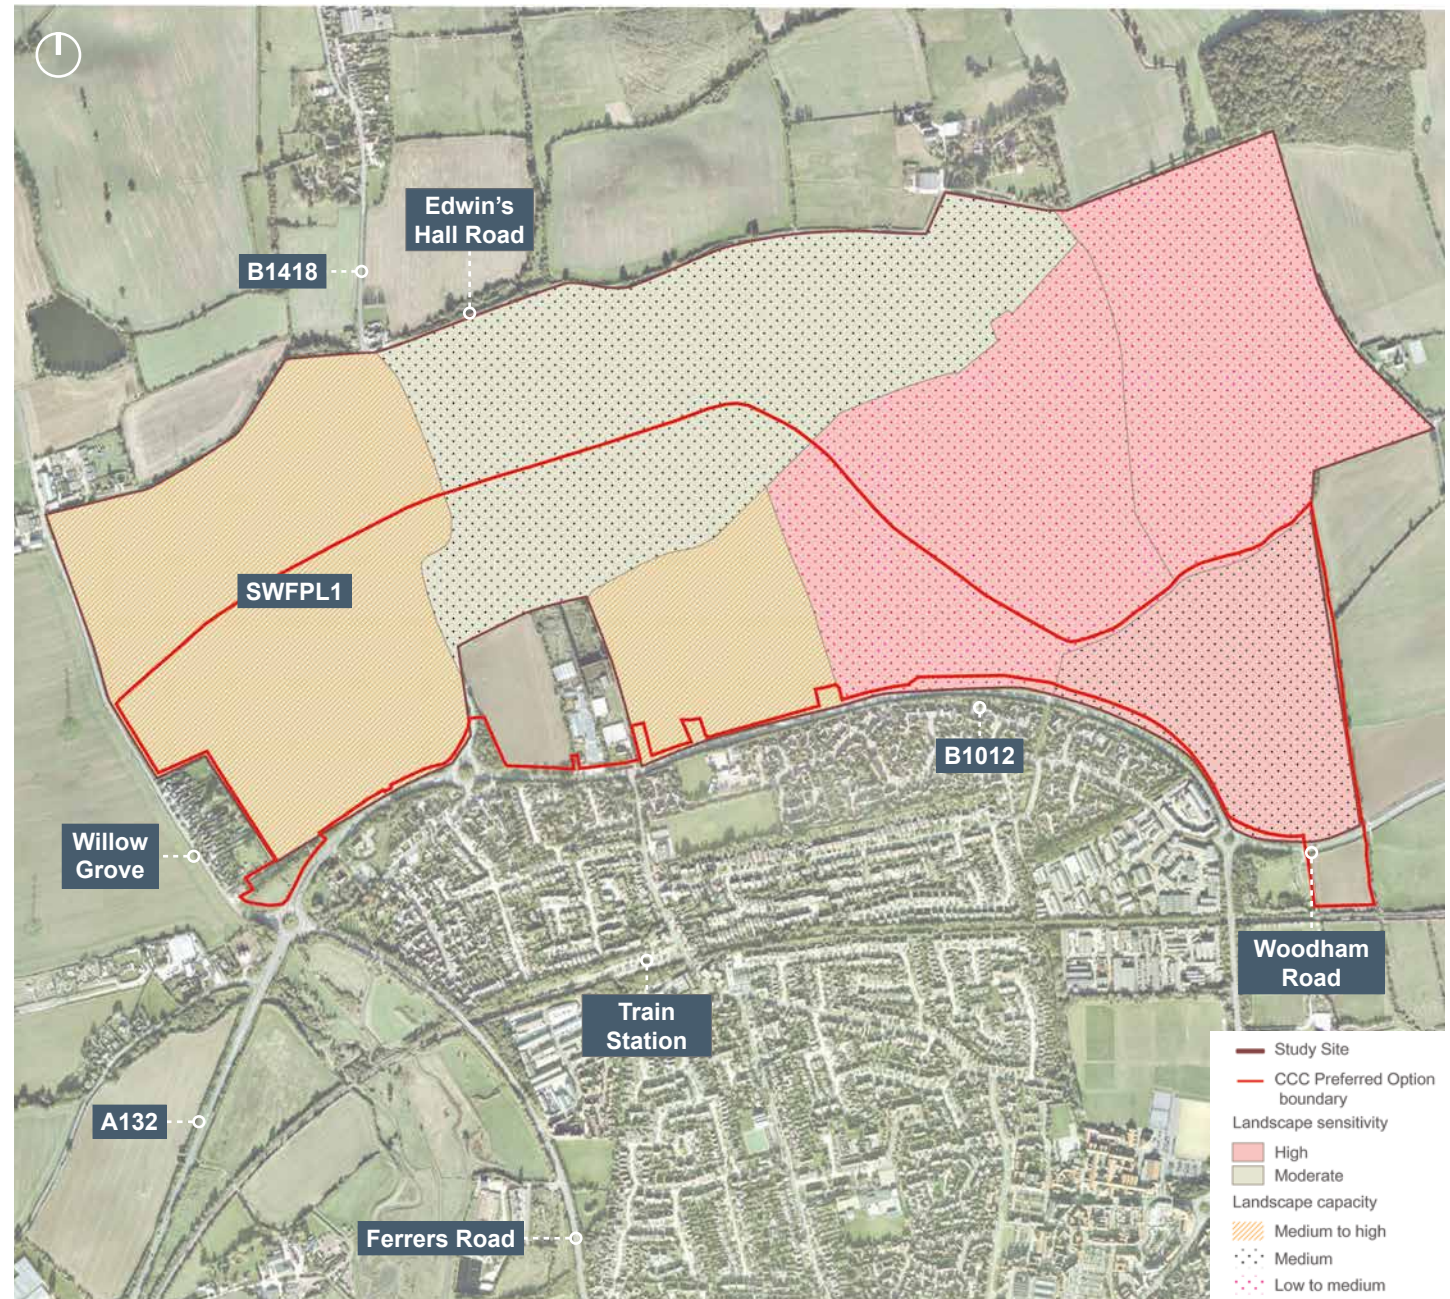 Edwin's
Hall Road
B1418
SWFPL1
B1012
Willow
Grove
Woodham
Road
Train
Station
A132
Ferrers Road
Study Site
CCC Preferred Option
boundary
Landscape sensitivity
High
Moderate
Landscape capacity
Medium to high
Medium
Low to medium